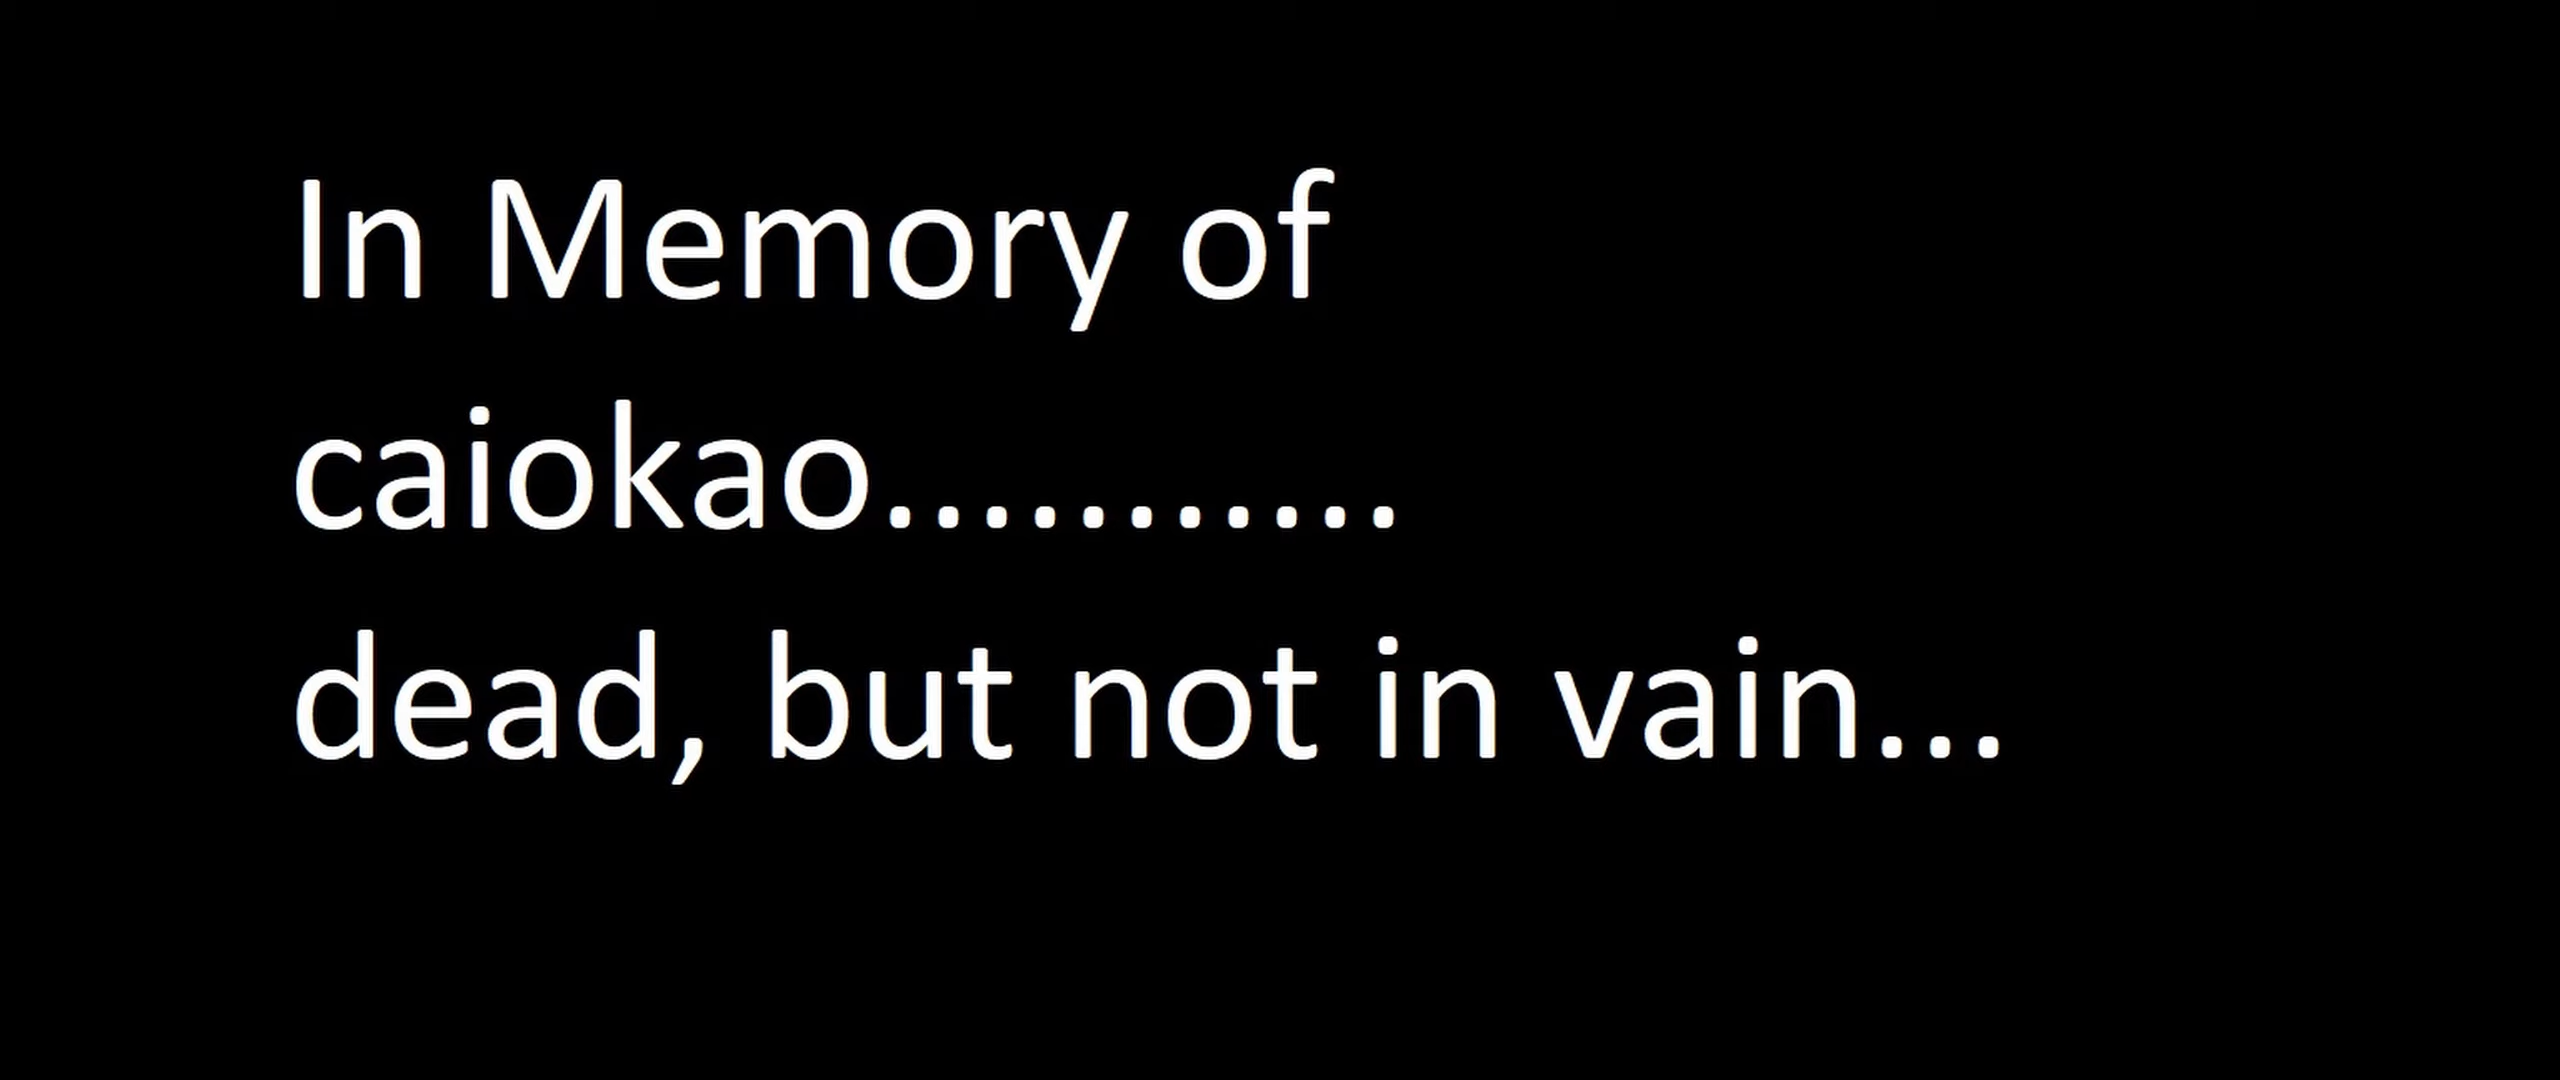 In Memory of
caiokao...........
dead, but not in vain...